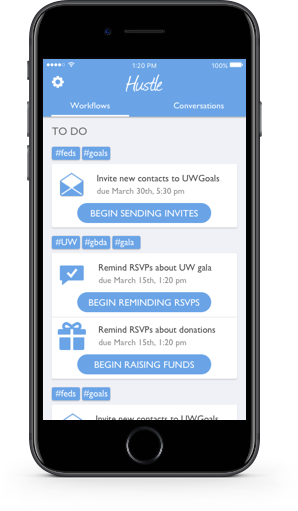 1:20 PM 100%
Hustle
Workflows Conversations
TO DO
#feds #goals
Invite new contacts to UWGoals
due March 30th, 5:30 pm
BEGIN SENDING INVITES
#UW #gbda #gala
Remind RSVPs about UW gala
due March 15th, 1:20 pm
BEGIN REMINDING RSVPS
Remind RSVPs about donations
due March 15th, 1:20 pm
BEGIN RAISING FUNDS
#feds #goals
Invite new contacts to UWGoals